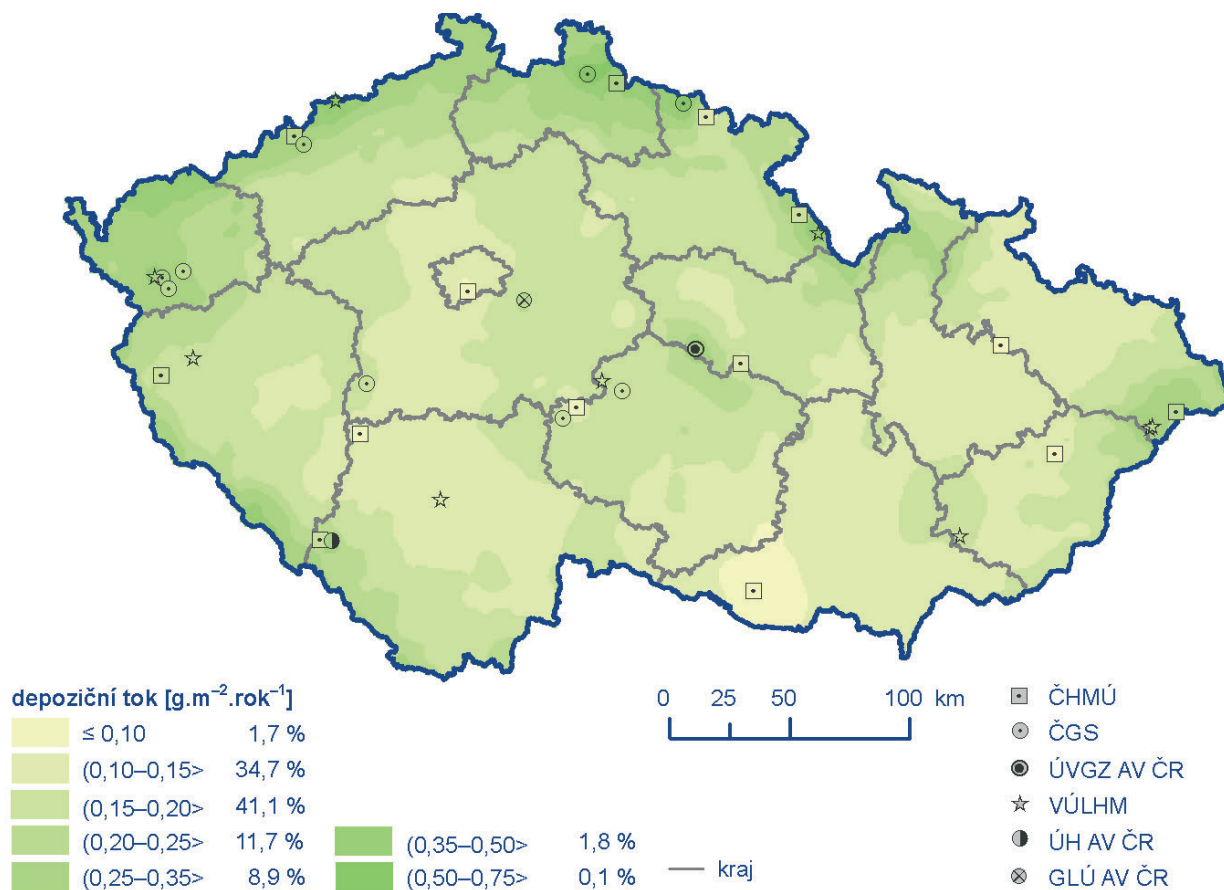 depoziční tok [g.m⁻².rok⁻¹]
≤ 0,10 1,7 %
(0,10–0,15> 34,7 %
(0,15–0,20> 41,1 %
(0,20–0,25> 11,7 %
(0,25–0,35> 8,9 %
(0,35–0,50> 1,8 %
(0,50–0,75> 0,1 %
0 25 50 100 km
kraj
ČHMÚ
ČGS
ÚVGZ AV ČR
VÚLHM
ÚH AV ČR
GLÚ AV ČR